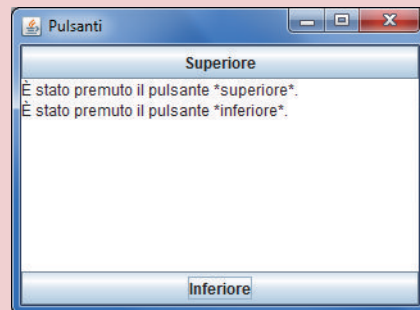 Pulsanti
Superiore
È stato premuto il pulsante *superiore*.
È stato premuto il pulsante *inferiore*.
Inferiore